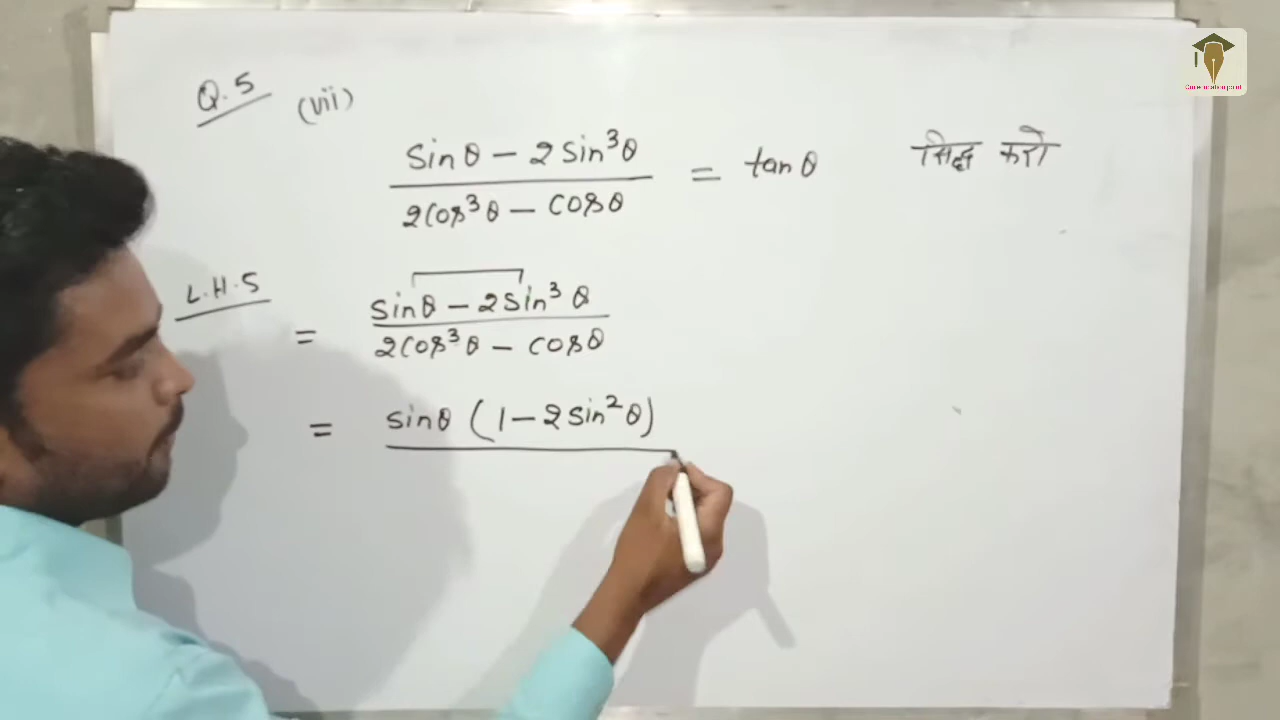 Q.5 (vii)
sinθ - 2sin³θ / 2cos³θ - cosθ = tanθ सिद्ध करो
L.H.S
= sinθ - 2sin³θ / 2cos³θ - cosθ
= sinθ (1 - 2sin²θ)